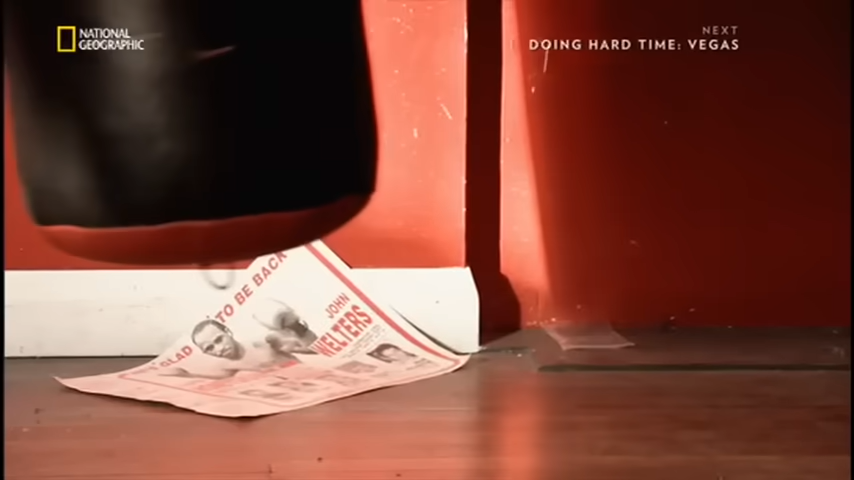 NATIONAL
GEOGRAPHIC
NEXT
DOING HARD TIME: VEGAS
GLAD TO BE BACK
JOHN
WELTERS